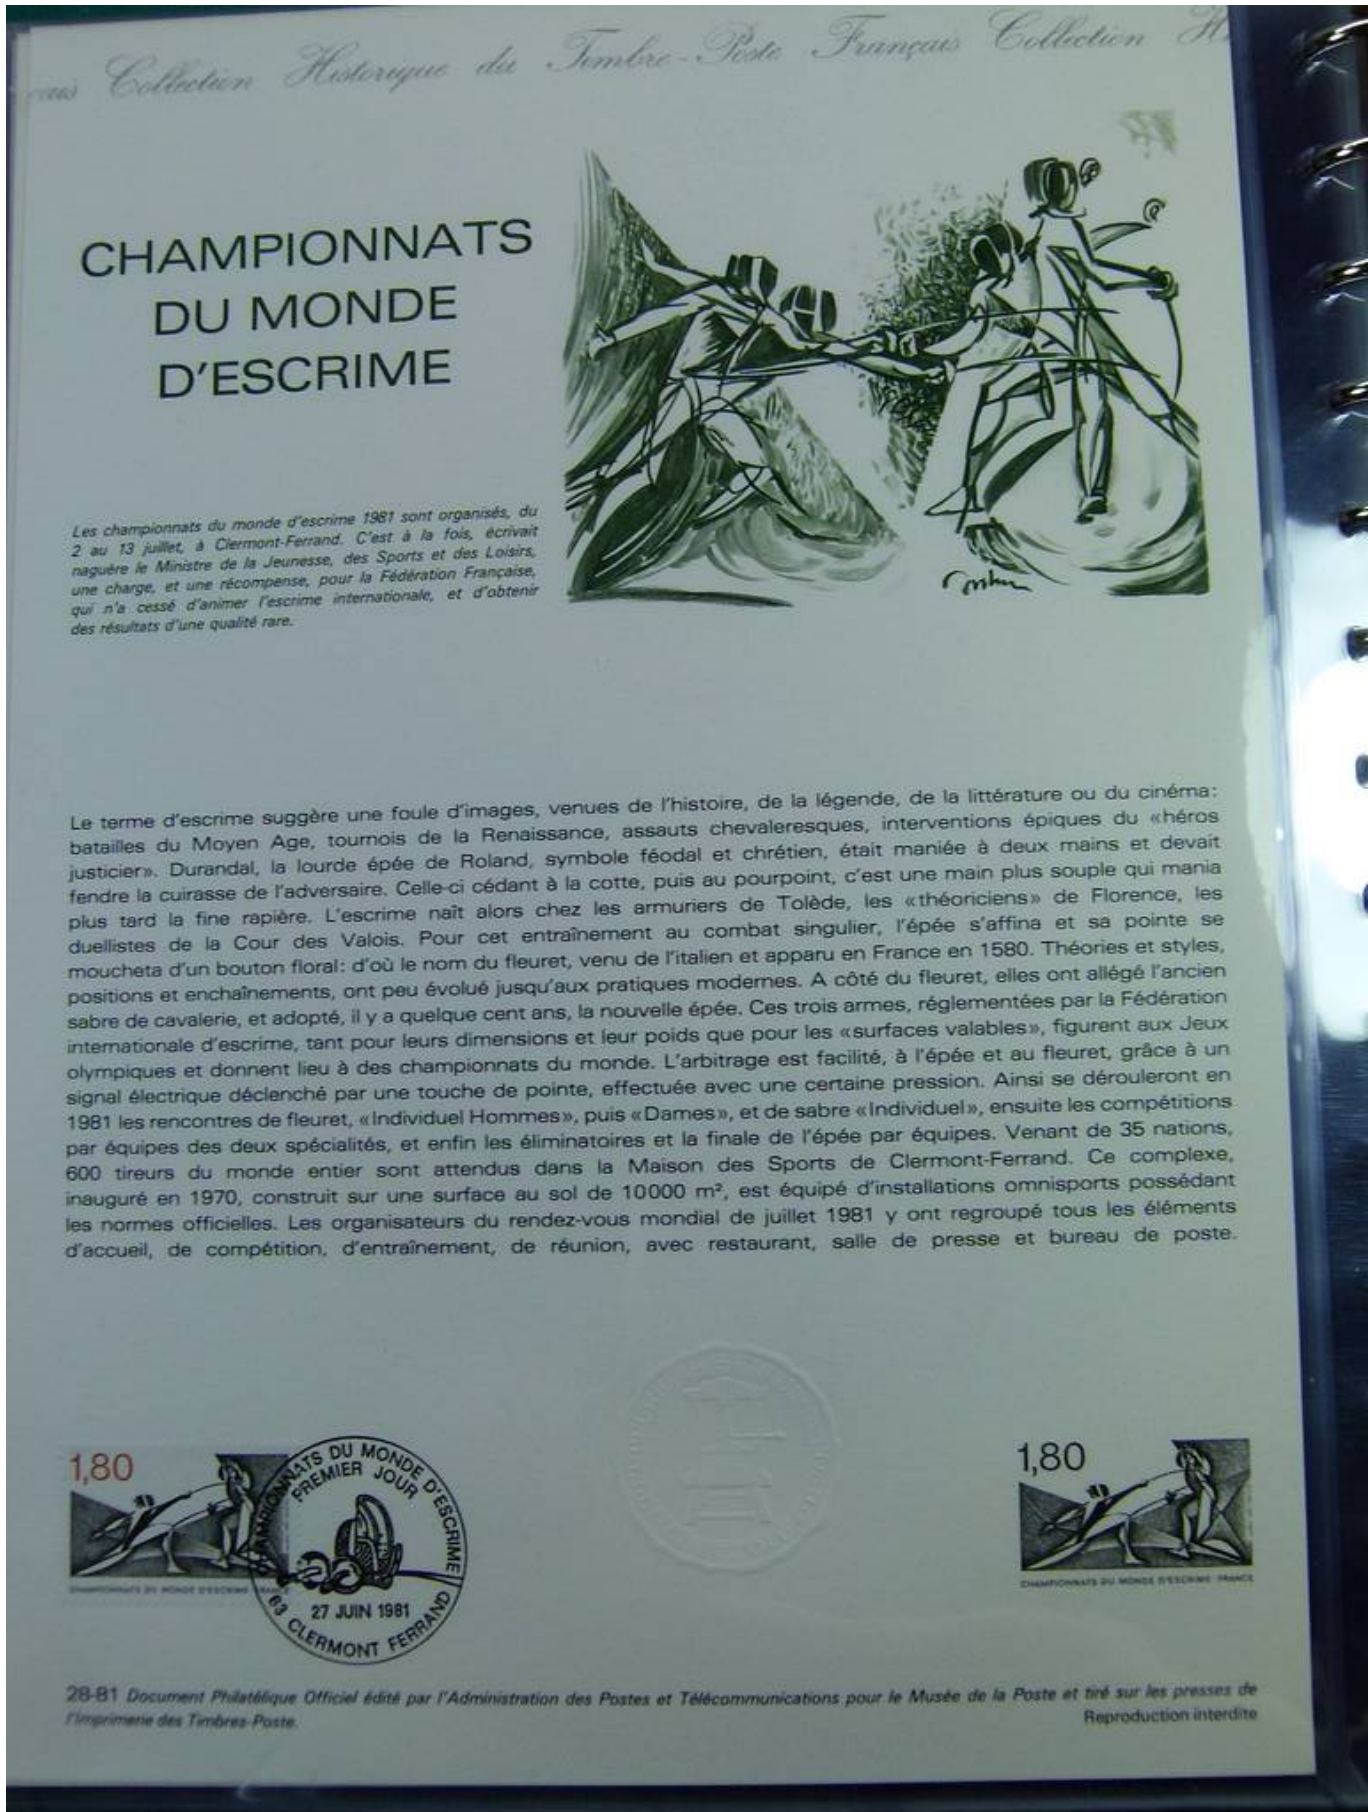 Collection Historique du Timbre-Poste Français Collection
CHAMPIONNATS
DU MONDE
D'ESCRIME
Les championnats du monde d'escrime 1981 sont organisés, du
2 au 13 juillet, à Clermont-Ferrand. C'est à la fois, écrivait
naguère le Ministre de la Jeunesse, des Sports et des Loisirs,
une charge, et une récompense, pour la Fédération Française,
qui n'a cessé d'animer l'escrime internationale, et d'obtenir
des résultats d'une qualité rare.
Le terme d'escrime suggère une foule d'images, venues de l'histoire, de la légende, de la littérature ou du cinéma:
batailles du Moyen Age, tournois de la Renaissance, assauts chevaleresques, interventions épiques du «héros
justicier». Durandal, la lourde épée de Roland, symbole féodal et chrétien, était maniée à deux mains et devait
fendre la cuirasse de l'adversaire. Celle-ci cédant à la cotte, puis au pourpoint, c'est une main plus souple qui mania
plus tard la fine rapière. L'escrime naît alors chez les armuriers de Tolède, les «théoriciens» de Florence, les
duellistes de la Cour des Valois. Pour cet entraînement au combat singulier, l'épée s'affina et sa pointe se
moucheta d'un bouton floral: d'où le nom du fleuret, venu de l'italien et apparu en France en 1580. Théories et styles,
positions et enchaînements, ont peu évolué jusqu'aux pratiques modernes. A côté du fleuret, elles ont allégé l'ancien
sabre de cavalerie, et adopté, il y a quelque cent ans, la nouvelle épée. Ces trois armes, réglementées par la Fédération
internationale d'escrime, tant pour leurs dimensions et leur poids que pour les «surfaces valables», figurent aux Jeux
olympiques et donnent lieu à des championnats du monde. L'arbitrage est facilité, à l'épée et au fleuret, grâce à un
signal électrique déclenché par une touche de pointe, effectuée avec une certaine pression. Ainsi se dérouleront en
1981 les rencontres de fleuret, «Individuel Hommes», puis «Dames», et de sabre «Individuel», ensuite les compétitions
par équipes des deux spécialités, et enfin les éliminatoires et la finale de l'épée par équipes. Venant de 35 nations,
600 tireurs du monde entier sont attendus dans la Maison des Sports de Clermont-Ferrand. Ce complexe,
inauguré en 1970, construit sur une surface au sol de 10000 m², est équipé d'installations omnisports possédant
les normes officielles. Les organisateurs du rendez-vous mondial de juillet 1981 y ont regroupé tous les éléments
d'accueil, de compétition, d'entraînement, de réunion, avec restaurant, salle de presse et bureau de poste.
1,80
CHAMPIONNATS DU MONDE D'ESCRIME FRANCE
CHAMPIONNATS DU MONDE D'ESCRIME
PREMIER JOUR
27 JUIN 1981
63 CLERMONT FERRAND
1,80
CHAMPIONNATS DU MONDE D'ESCRIME FRANCE
28-81 Document Philatélique Officiel édité par l'Administration des Postes et Télécommunications pour le Musée de la Poste et tiré sur les presses de
l'Imprimerie des Timbres-Poste.
Reproduction interdite